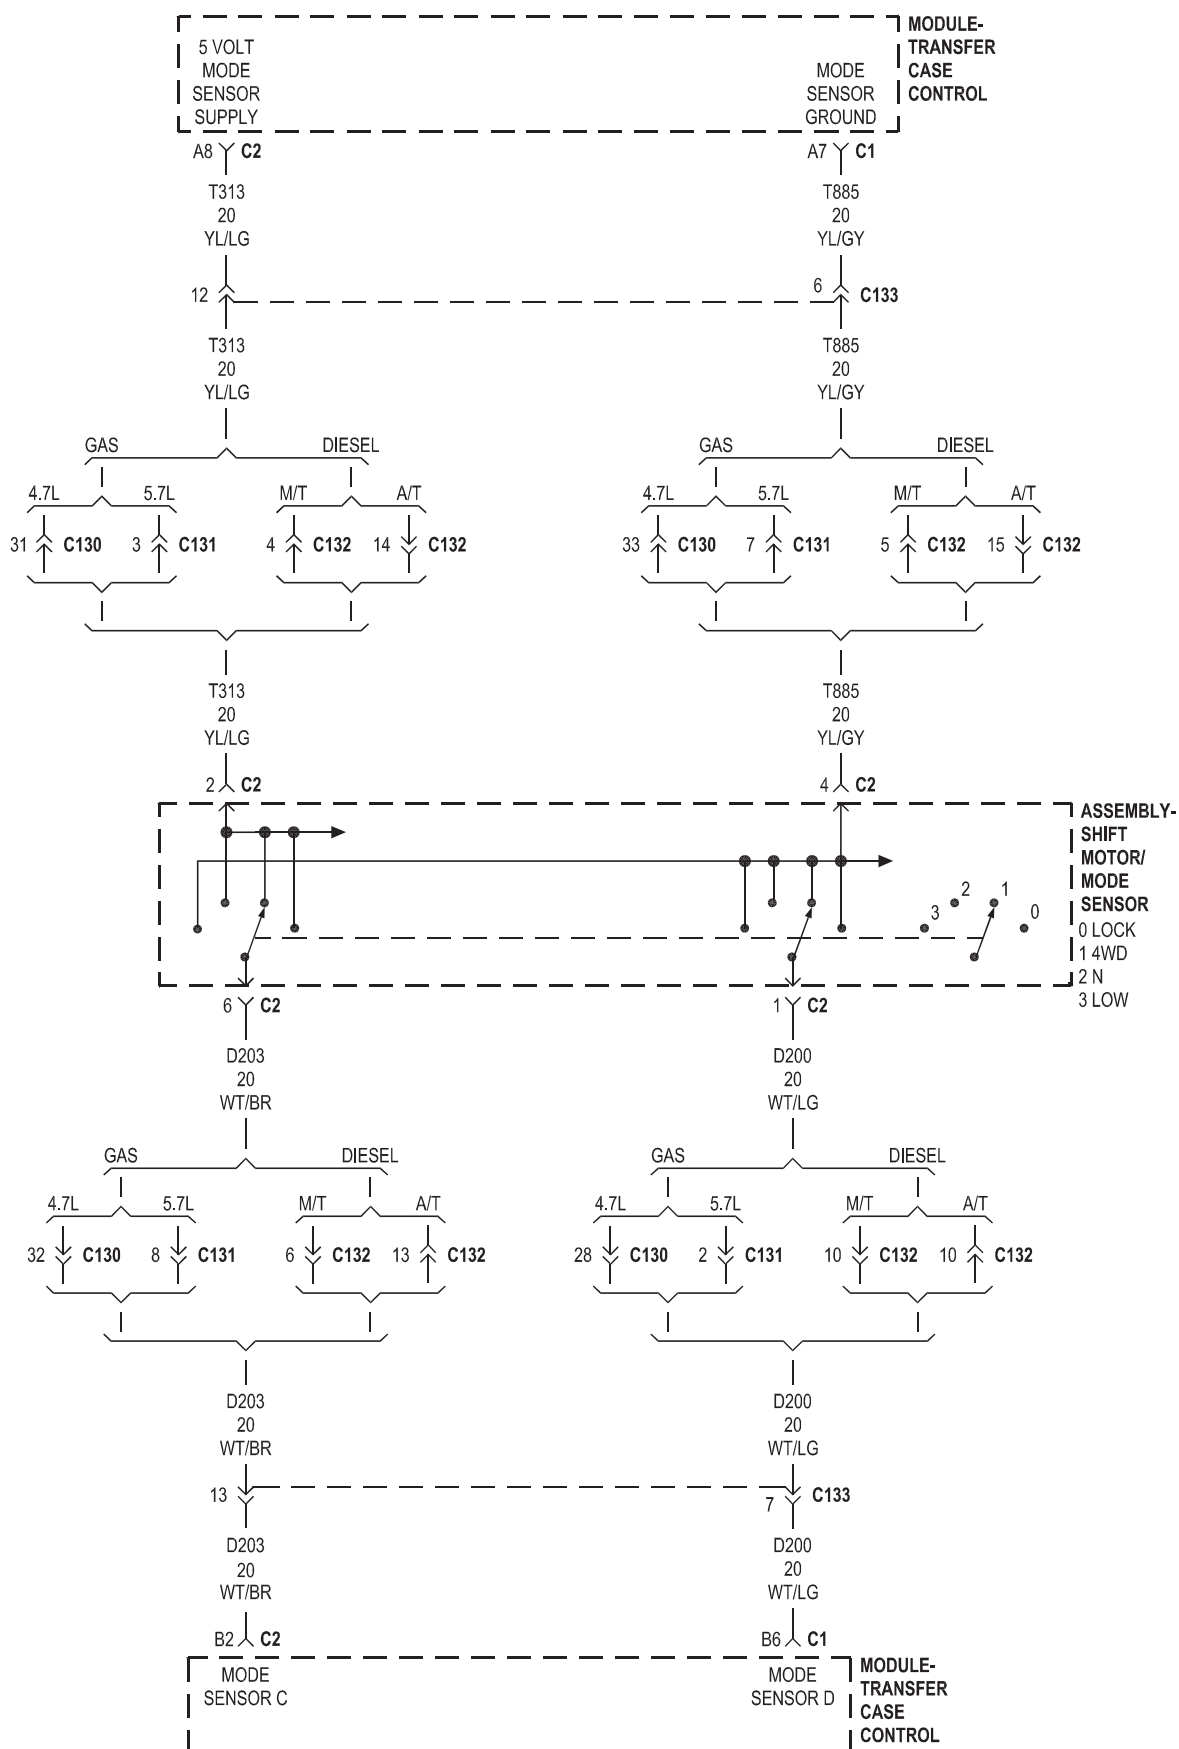 MODULE-
TRANSFER
CASE
CONTROL
5 VOLT
MODE
SENSOR
SUPPLY
MODE
SENSOR
GROUND
A8 C2
A7 C1
T313
20
YL/LG
T885
20
YL/GY
12
6 C133
T313
20
YL/LG
T885
20
YL/GY
GAS DIESEL
GAS DIESEL
4.7L 5.7L M/T A/T
4.7L 5.7L M/T A/T
31 C130 3 C131 4 C132 14 C132
33 C130 7 C131 5 C132 15 C132
T313
20
YL/LG
T885
20
YL/GY
2 C2
4 C2
ASSEMBLY-
SHIFT
MOTOR/
MODE
SENSOR
0 LOCK
1 4WD
2 N
3 LOW
3 2 1 0
6 C2
1 C2
D203
20
WT/BR
D200
20
WT/LG
GAS DIESEL
GAS DIESEL
4.7L 5.7L M/T A/T
4.7L 5.7L M/T A/T
32 C130 8 C131 6 C132 13 C132
28 C130 2 C131 10 C132 10 C132
D203
20
WT/BR
D200
20
WT/LG
13
7 C133
D203
20
WT/BR
D200
20
WT/LG
B2 C2
B6 C1
MODE
SENSOR C
MODE
SENSOR D
MODULE-
TRANSFER
CASE
CONTROL